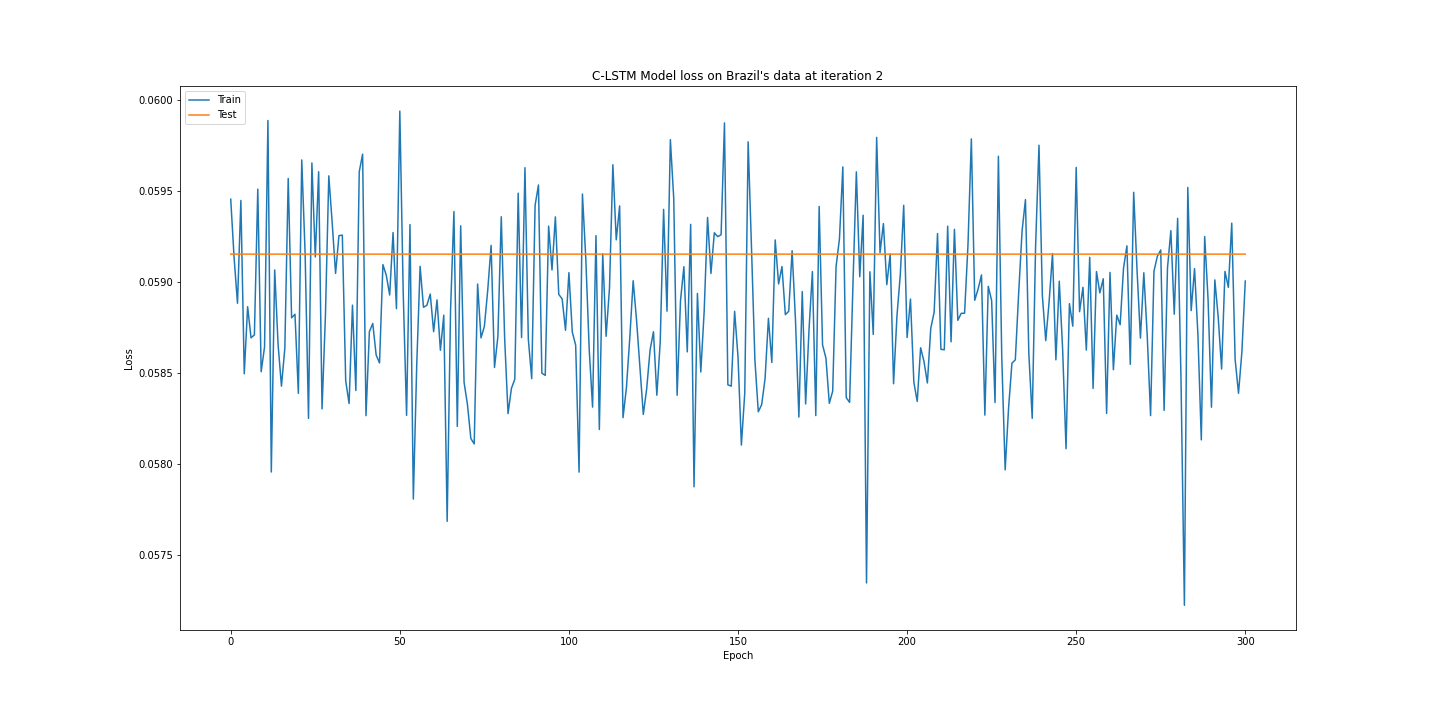 C-LSTM Model loss on Brazil's data at iteration 2
Train
Test
0.0600
0.0595
0.0590
0.0585
0.0580
0.0575
Loss
0 50 100 150 200 250 300
Epoch